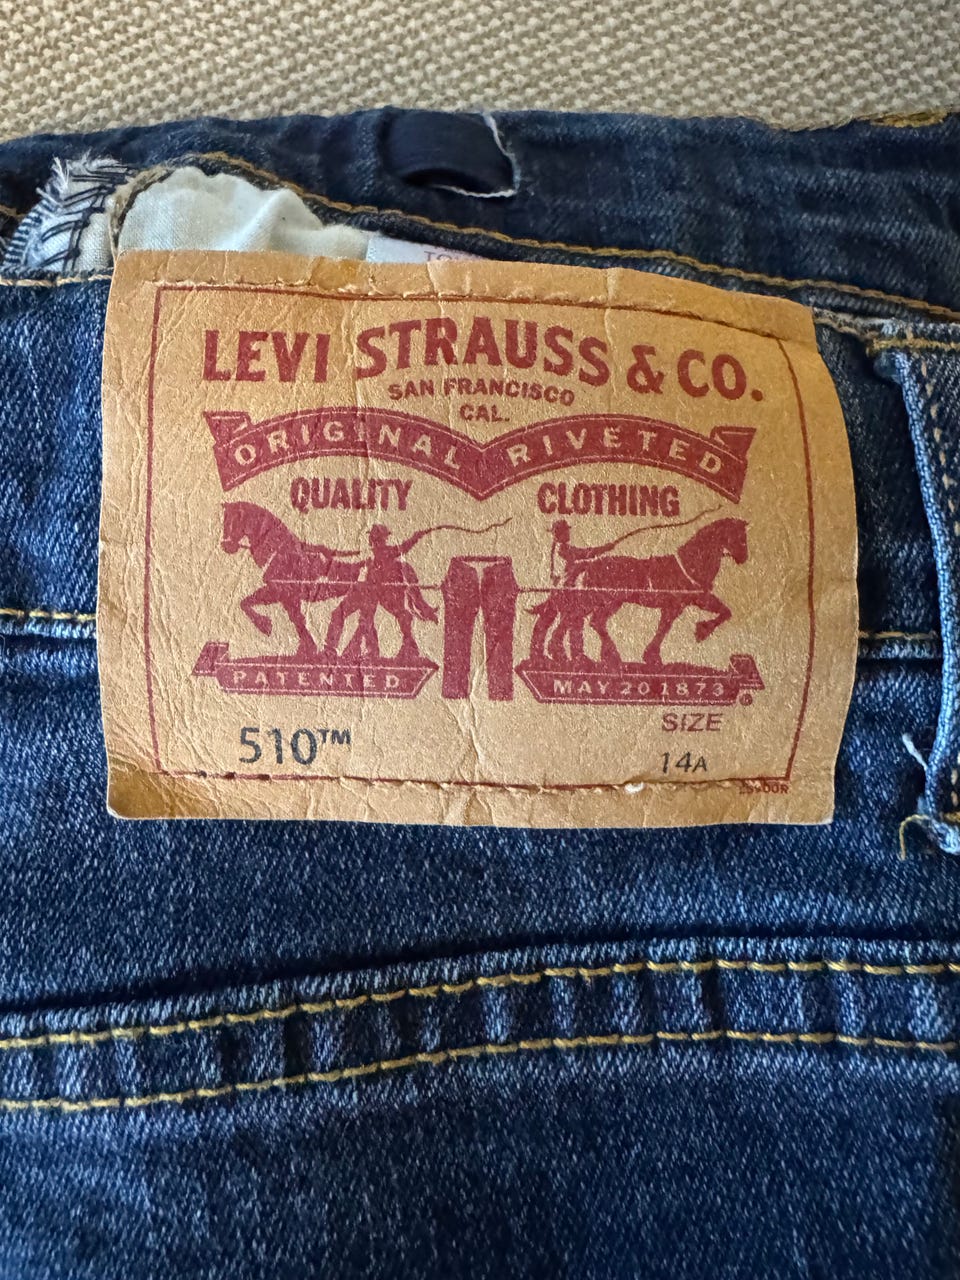 LEVI STRAUSS & CO.
SAN FRANCISCO
CAL.
ORIGINAL RIVETED
QUALITY CLOTHING
PATENTED MAY 20 1873
SIZE
510™ 14A